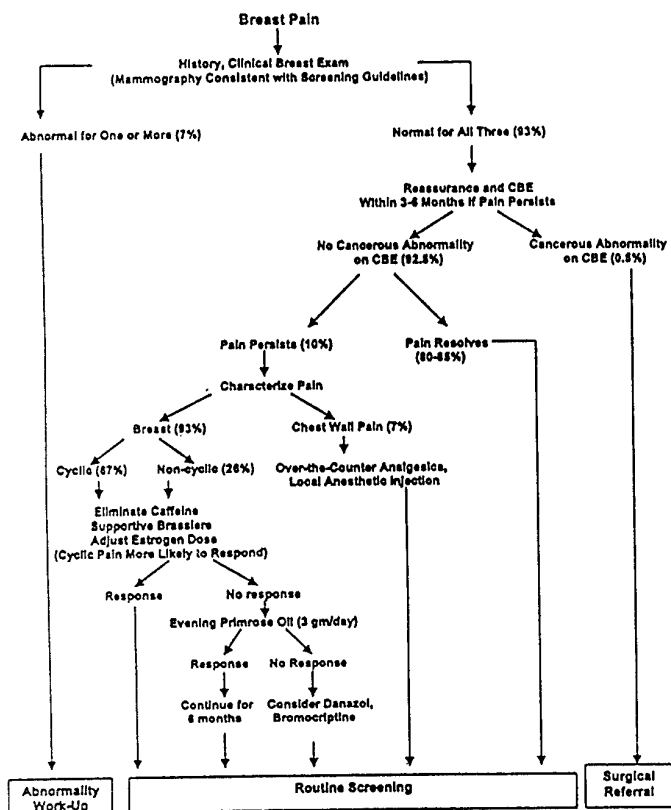 Breast Pain
History, Clinical Breast Exam
(Mammography Consistent with Screening Guidelines)
Abnormal for One or More (7%)
Normal for All Three (93%)
Reassurance and CBE
Within 3-6 Months if Pain Persists
No Cancerous Abnormality
on CBE (92.5%)
Cancerous Abnormality
on CBE (0.5%)
Pain Persists (10%)
Pain Resolves
(80-85%)
Characterize Pain
Breast (93%)
Chest Wall Pain (7%)
Cyclic (67%)
Non-cyclic (26%)
Over-the-Counter Analgesics,
Local Anesthetic Injection
Eliminate Caffeine
Supportive Brassiere
Adjust Estrogen Dose
(Cyclic Pain More Likely to Respond)
Response
No response
Evening Primrose Oil (3 gm/day)
Response
No Response
Continue for
6 months
Consider Danazol,
Bromocriptine
Abnormality
Work-Up
Routine Screening
Surgical
Referral